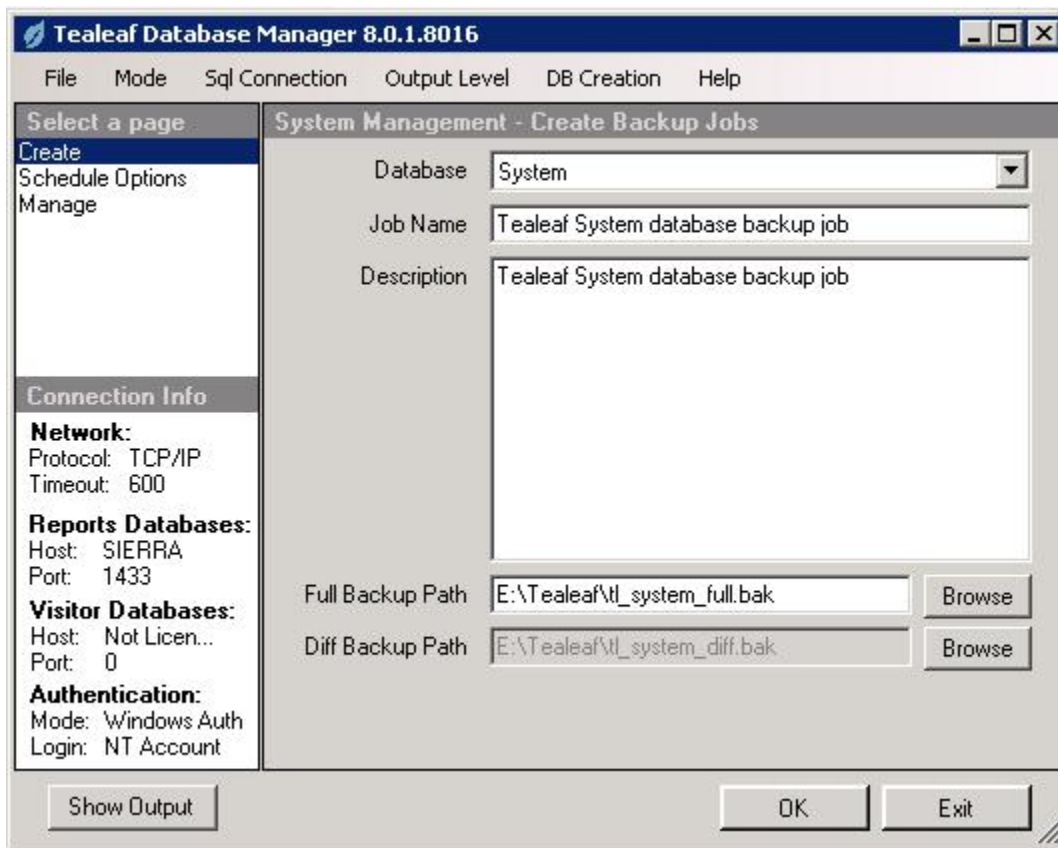 Tealeaf Database Manager 8.0.1.8016
File Mode Sql Connection Output Level DB Creation Help
Select a page
Create
Schedule Options
Manage
System Management - Create Backup Jobs
Database System
Job Name Tealeaf System database backup job
Description Tealeaf System database backup job
Full Backup Path E:\Tealeaf\tl_system_full.bak Browse
Diff Backup Path E:\Tealeaf\tl_system_diff.bak Browse
Connection Info
Network:
Protocol: TCP/IP
Timeout: 600
Reports Databases:
Host: SIERRA
Port: 1433
Visitor Databases:
Host: Not Licen...
Port: 0
Authentication:
Mode: Windows Auth
Login: NT Account
Show Output OK Exit